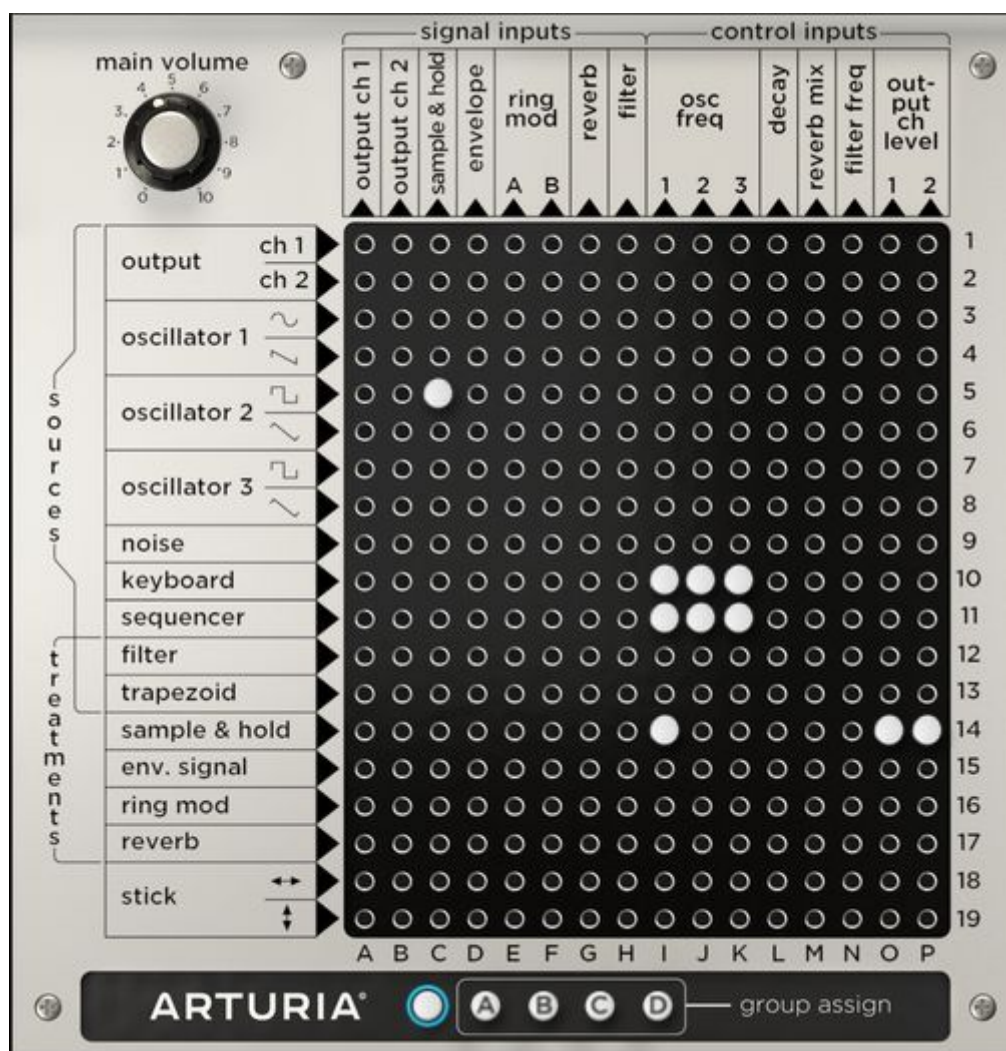 signal inputs
control inputs
main volume
0 1 2 3 4 5 6 7 8 9 10
output ch 1
output ch 2
sample & hold
envelope
ring
mod
A B
reverb
filter
osc
freq
1 2 3
decay
reverb mix
filter freq
out-
put
ch
level
1 2
sources
treatments
output ch 1
ch 2
oscillator 1
oscillator 2
oscillator 3
noise
keyboard
sequencer
filter
trapezoid
sample & hold
env. signal
ring mod
reverb
stick
1
2
3
4
5
6
7
8
9
10
11
12
13
14
15
16
17
18
19
A B C D E F G H I J K L M N O P
ARTURIA A B C D group assign